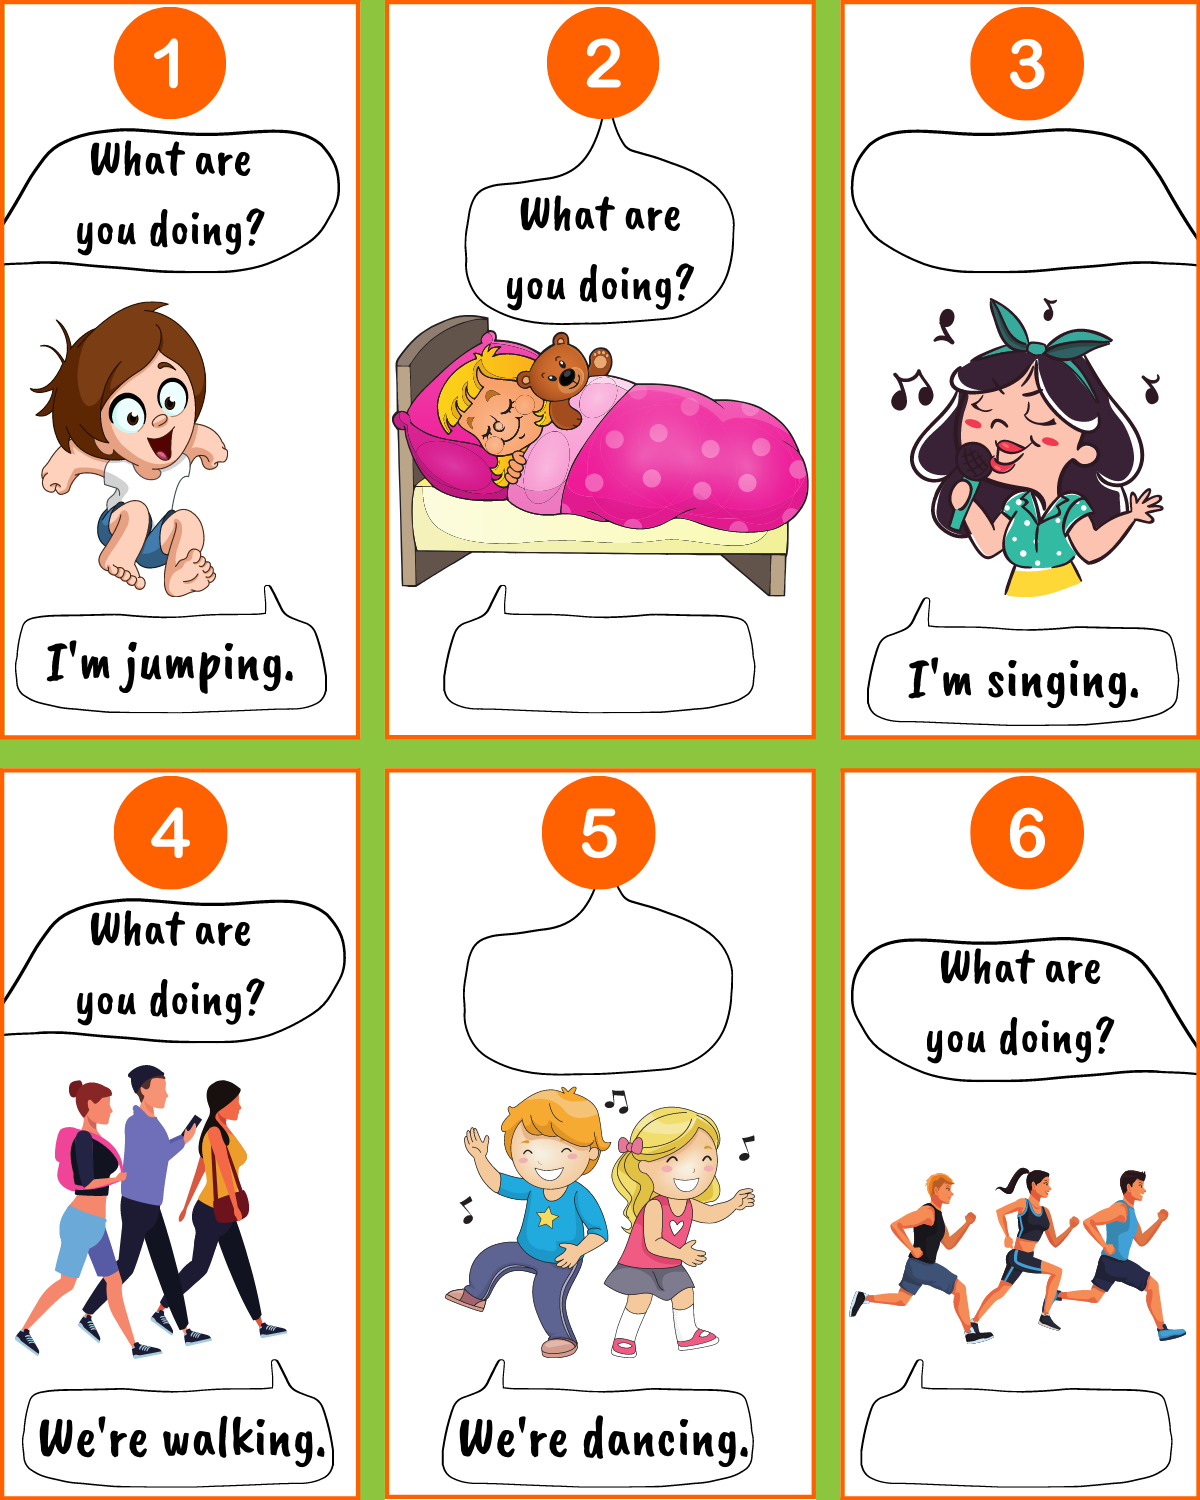 1
What are
you doing?
I'm jumping.
2
What are
you doing?
3
I'm singing.
4
What are
you doing?
We're walking.
5
We're dancing.
6
What are
you doing?